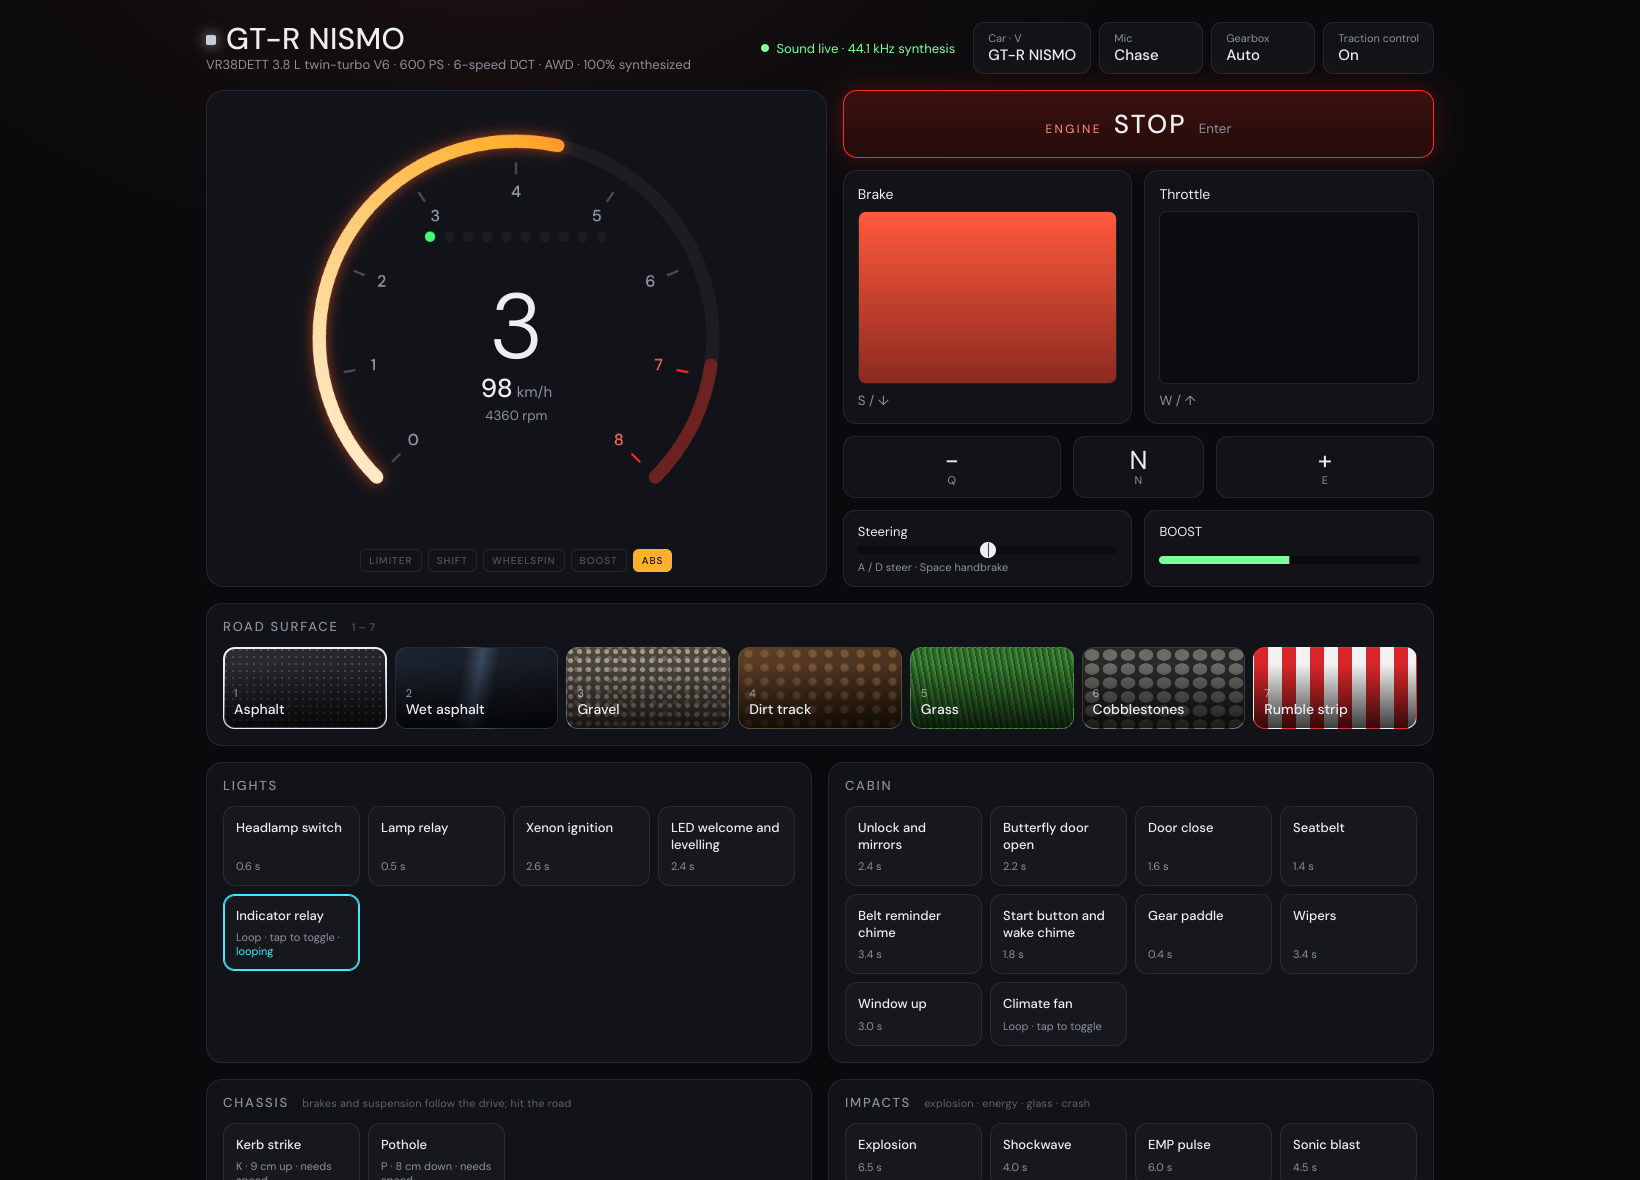 GT-R NISMO
VR38DETT 3.8 L twin-turbo V6 · 600 PS · 6-speed DCT · AWD · 100% synthesized
Sound live · 44.1 kHz synthesis
Car · V
GT-R NISMO
Mic
Chase
Gearbox
Auto
Traction control
On
0
1
2
3
4
5
6
7
8
3
98 km/h
4360 rpm
LIMITER
SHIFT
WHEELSPIN
BOOST
ABS
ENGINE STOP Enter
Brake
S / ↓
Throttle
W / ↑
−
Q
N
N
+
E
Steering
A / D steer · Space handbrake
BOOST
ROAD SURFACE 1 – 7
1
Asphalt
2
Wet asphalt
3
Gravel
4
Dirt track
5
Grass
6
Cobblestones
7
Rumble strip
LIGHTS
Headlamp switch
0.6 s
Lamp relay
0.5 s
Xenon ignition
2.6 s
LED welcome and
levelling
2.4 s
Indicator relay
Loop · tap to toggle ·
looping
CABIN
Unlock and
mirrors
2.4 s
Butterfly door
open
2.2 s
Door close
1.6 s
Seatbelt
1.4 s
Belt reminder
chime
3.4 s
Start button and
wake chime
1.8 s
Gear paddle
0.4 s
Wipers
3.4 s
Window up
3.0 s
Climate fan
Loop · tap to toggle
CHASSIS brakes and suspension follow the drive; hit the road
Kerb strike
K · 9 cm up · needs
speed
Pothole
P · 8 cm down · needs
speed
IMPACTS explosion · energy · glass · crash
Explosion
6.5 s
Shockwave
4.0 s
EMP pulse
6.0 s
Sonic blast
4.5 s